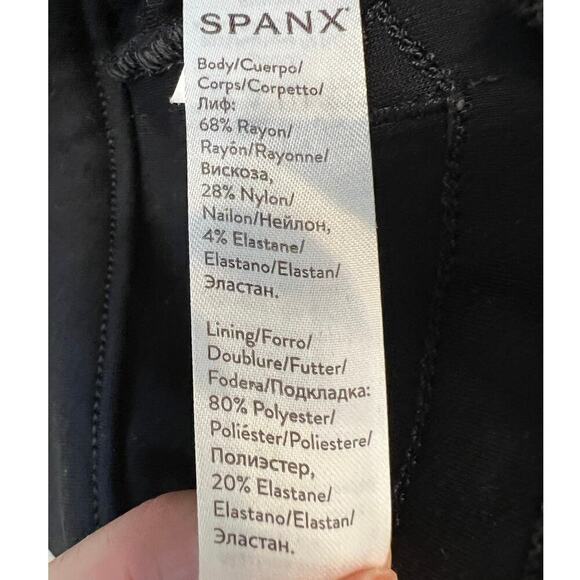 SPANX
Body/Cuerpo/
Corps/Corpetto/
Лиф:
68% Rayon/
Rayón/Rayonne/
Вискоза,
28% Nylon/
Nailon/Нейлон,
4% Elastane/
Elastano/Elastan/
Эластан.
Lining/Forro/
Doublure/Futter/
Fodera/Подкладка:
80% Polyester/
Poliéster/Poliestere/
Полиэстер,
20% Elastane/
Elastano/Elastan/
Эластан.